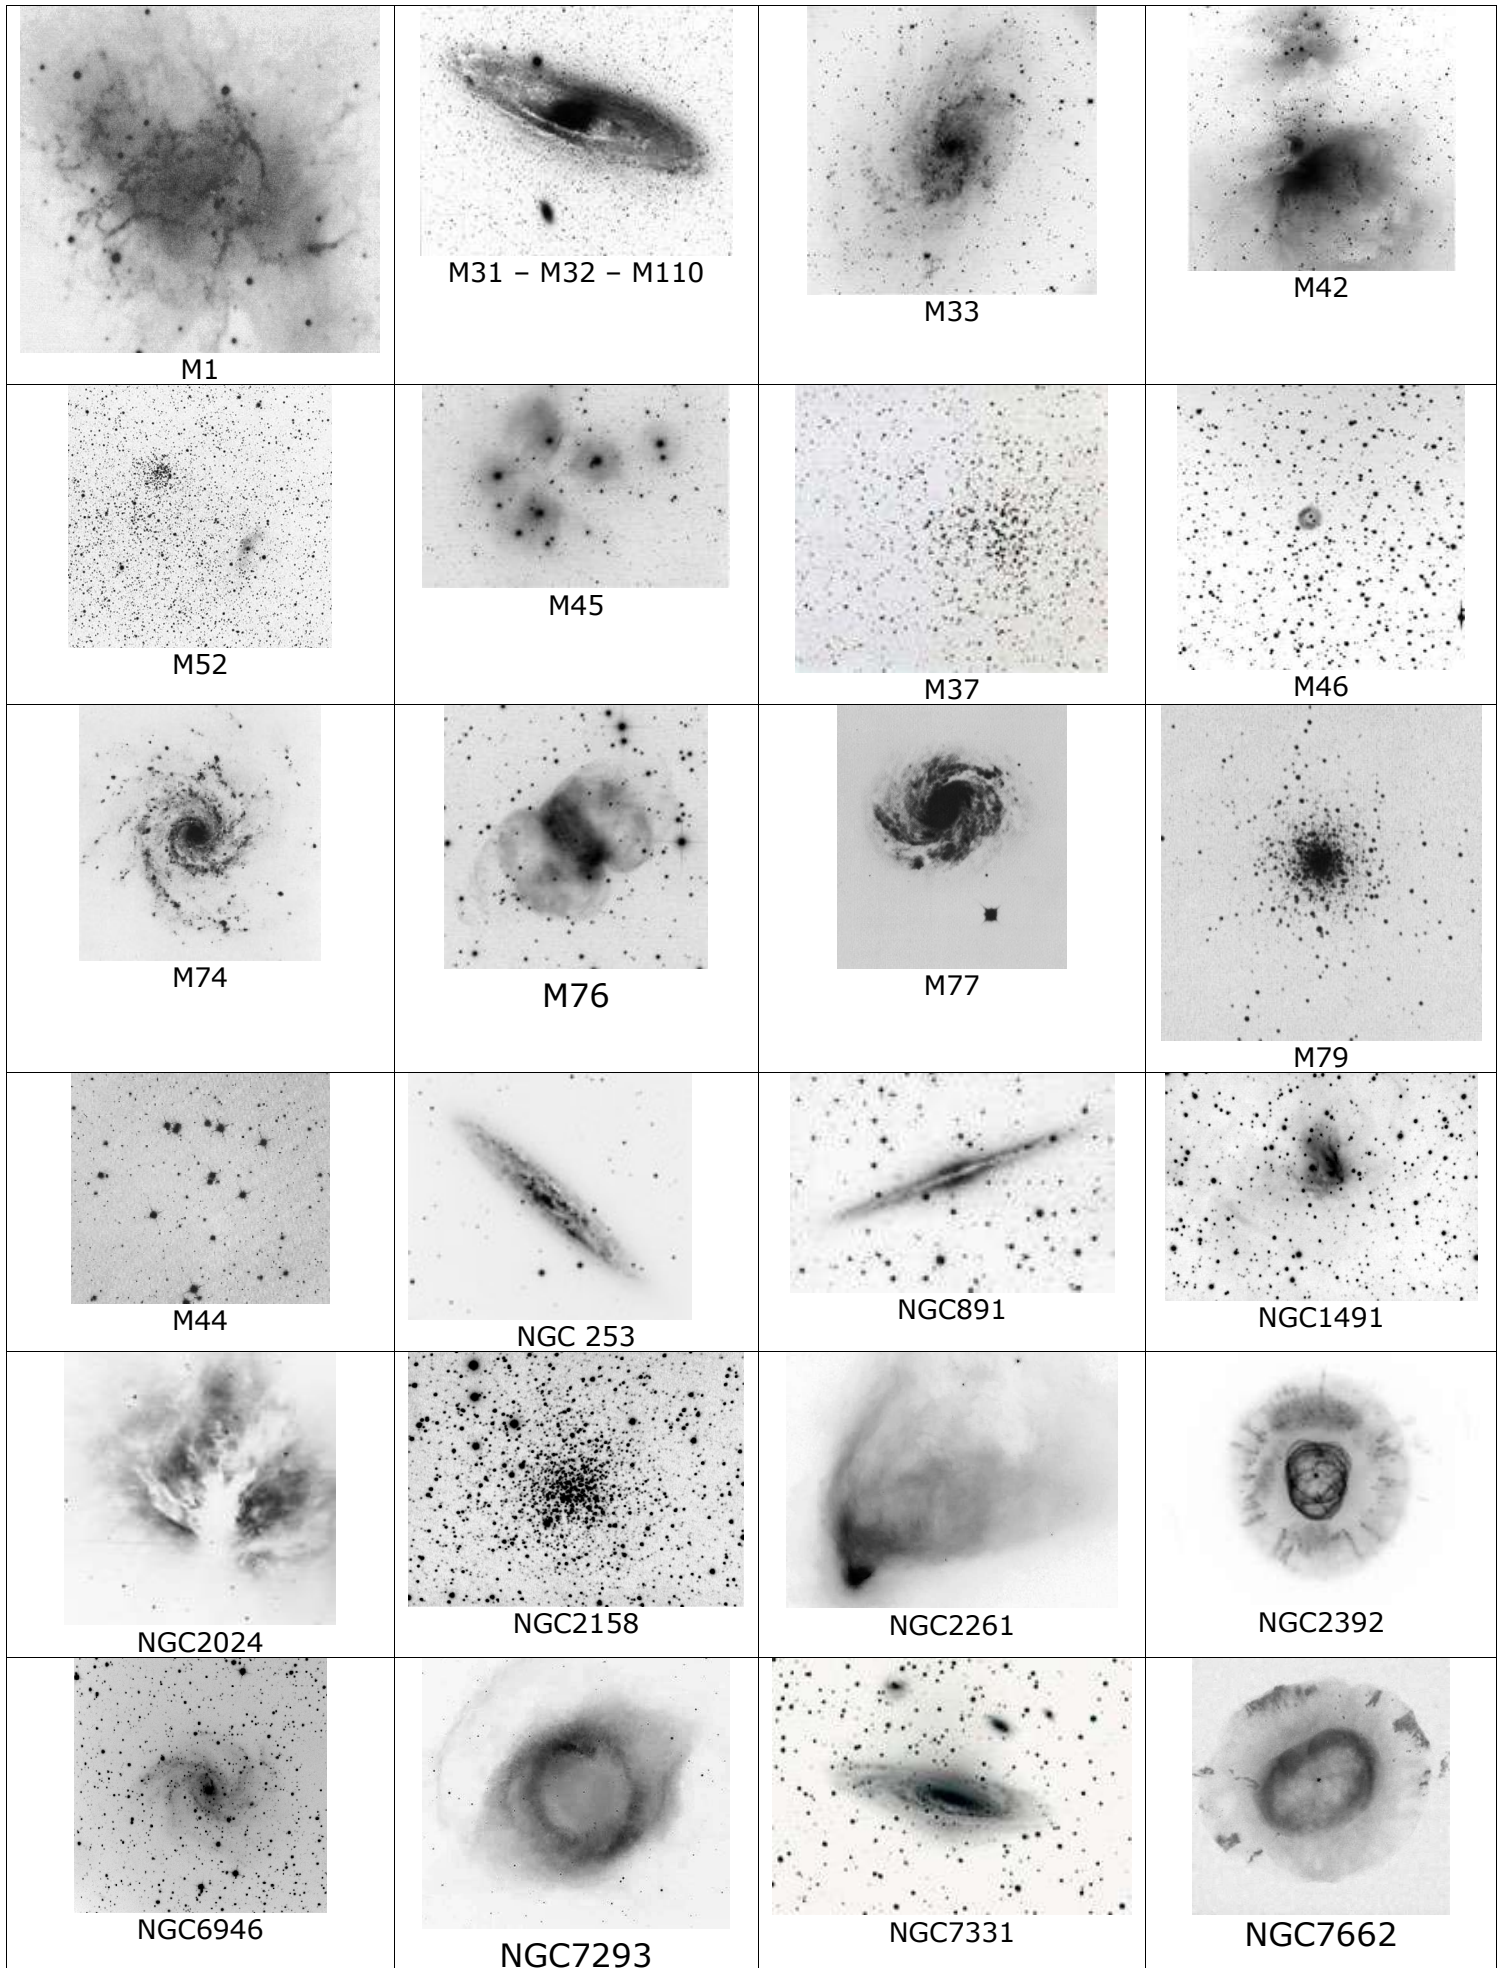 M1
M31 – M32 – M110
M33
M42
M52
M45
M37
M46
M74
M76
M77
M79
M44
NGC 253
NGC891
NGC1491
NGC2024
NGC2158
NGC2261
NGC2392
NGC6946
NGC7293
NGC7331
NGC7662